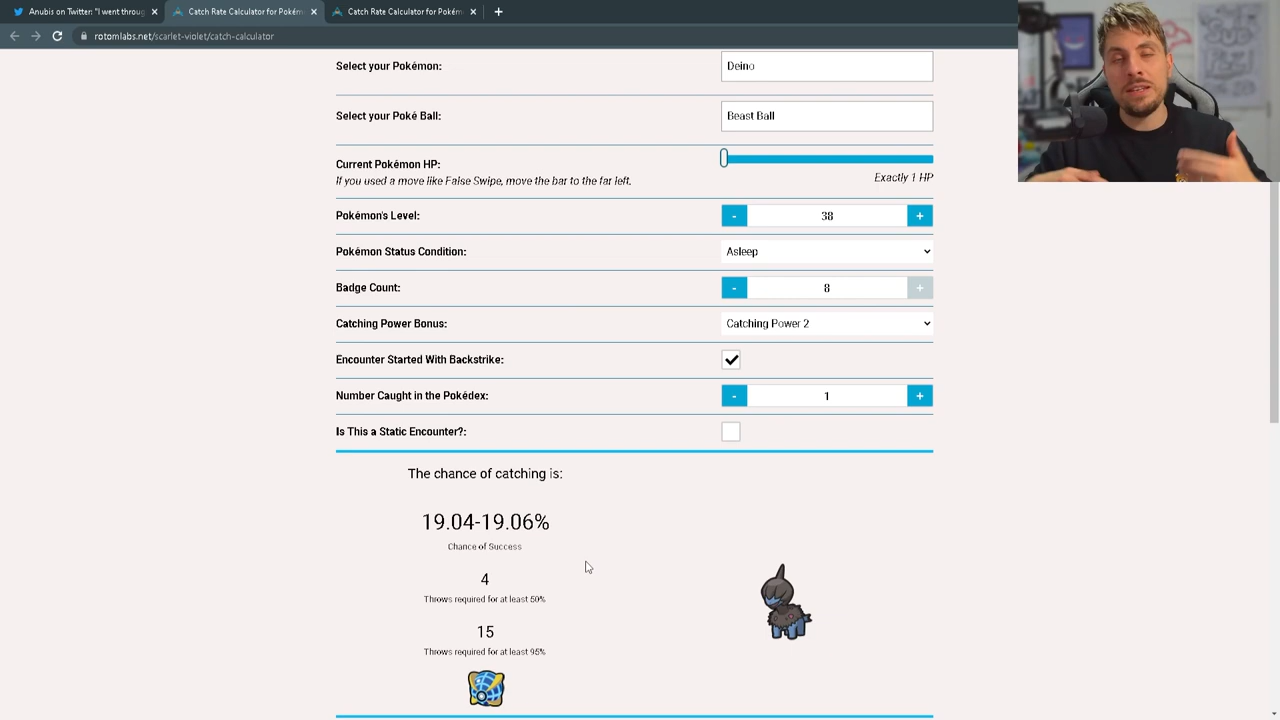 Anubis on Twitter: "I went throug
Catch Rate Calculator for Pokém
Catch Rate Calculator for Pokém
rotomlabs.net/scarlet-violet/catch-calculator
Select your Pokémon:
Deino
Select your Poké Ball:
Beast Ball
Current Pokémon HP:
If you used a move like False Swipe, move the bar to the far left.
Exactly 1 HP
Pokémon's Level:
- 38 +
Pokémon Status Condition:
Asleep
Badge Count:
- 8 +
Catching Power Bonus:
Catching Power 2
Encounter Started With Backstrike:
Number Caught in the Pokédex:
- 1 +
Is This a Static Encounter?:
The chance of catching is:
19.04-19.06%
Chance of Success
4
Throws required for at least 50%
15
Throws required for at least 95%